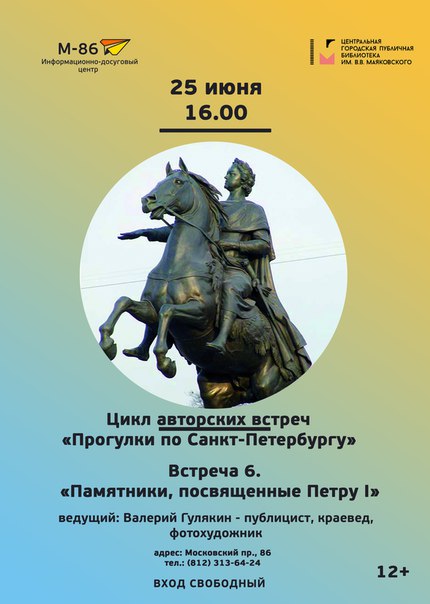 М-86
Информационно-досуговый
центр
ЦЕНТРАЛЬНАЯ
ГОРОДСКАЯ ПУБЛИЧНАЯ
БИБЛИОТЕКА
ИМ. В.В. МАЯКОВСКОГО
25 июня
16.00
Цикл авторских встреч
«Прогулки по Санкт-Петербургу»
Встреча 6.
«Памятники, посвященные Петру I»
ведущий: Валерий Гулякин - публицист, краевед,
фотохудожник
адрес: Московский пр., 86
тел.: (812) 313-64-24
12+
ВХОД СВОБОДНЫЙ